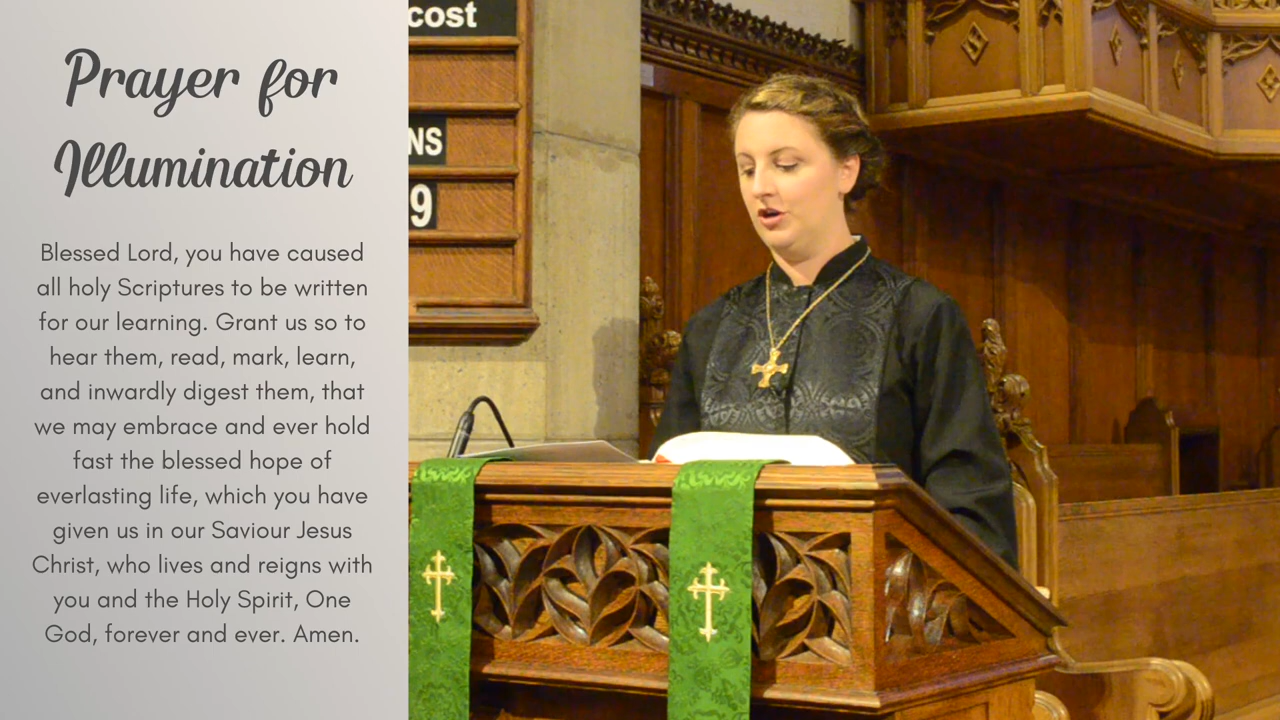 Prayer for
Illumination
Blessed Lord, you have caused
all holy Scriptures to be written
for our learning. Grant us so to
hear them, read, mark, learn,
and inwardly digest them, that
we may embrace and ever hold
fast the blessed hope of
everlasting life, which you have
given us in our Saviour Jesus
Christ, who lives and reigns with
you and the Holy Spirit, One
God, forever and ever. Amen.
cost
NS
9